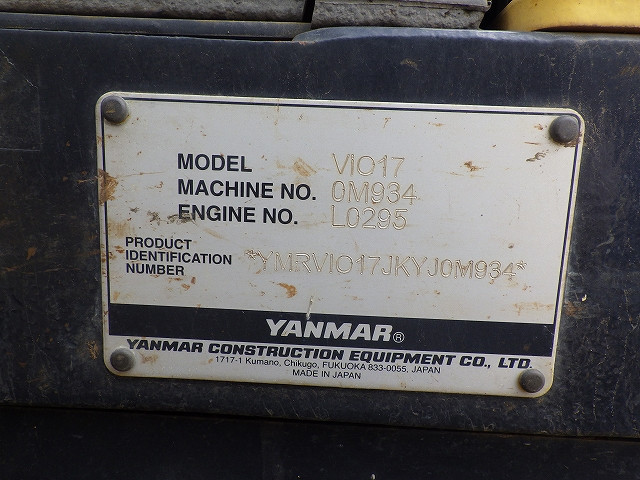 MODEL VIO17
MACHINE NO. 0M934
ENGINE NO. L0295
PRODUCT
IDENTIFICATION
NUMBER
*YMRVIO17JKYJ0M934*
YANMAR®
YANMAR CONSTRUCTION EQUIPMENT CO., LTD.
1717-1 Kumano, Chikugo, FUKUOKA 833-0055, JAPAN
MADE IN JAPAN